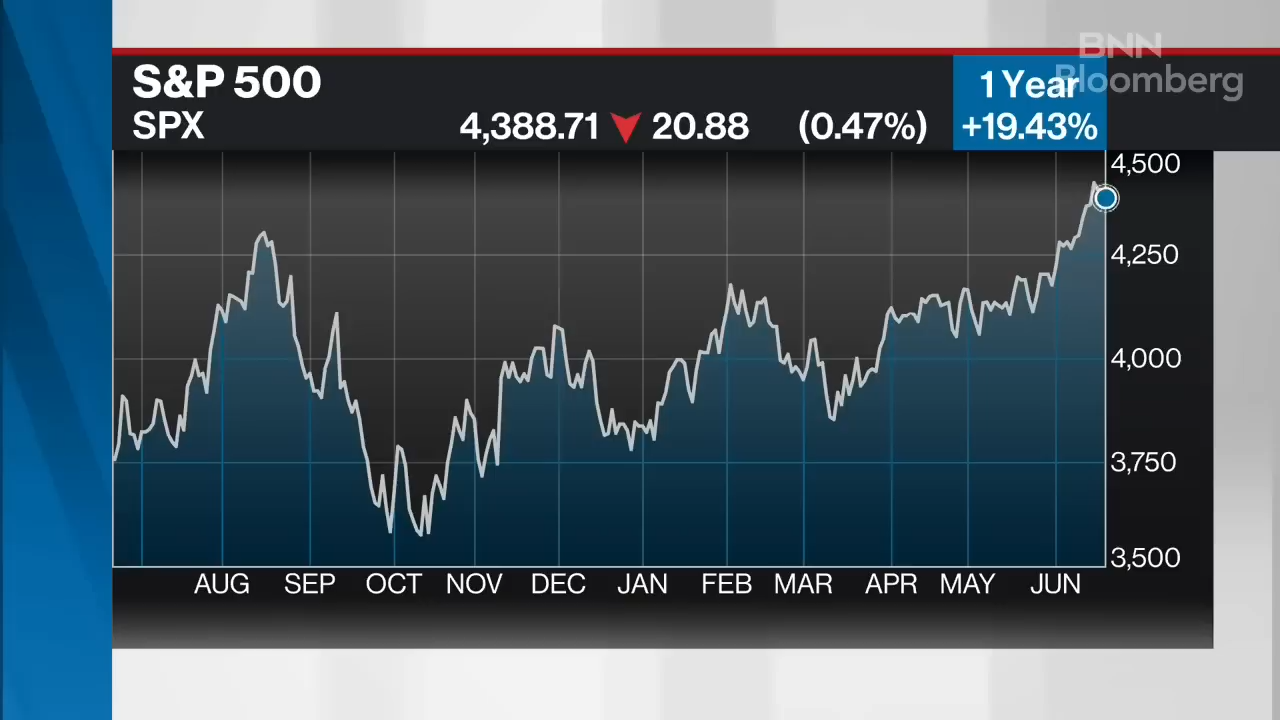 BNN
Bloomberg
S&P 500
1 Year
SPX 4,388.71 20.88 (0.47%) +19.43%
4,500
4,250
4,000
3,750
3,500
AUG SEP OCT NOV DEC JAN FEB MAR APR MAY JUN